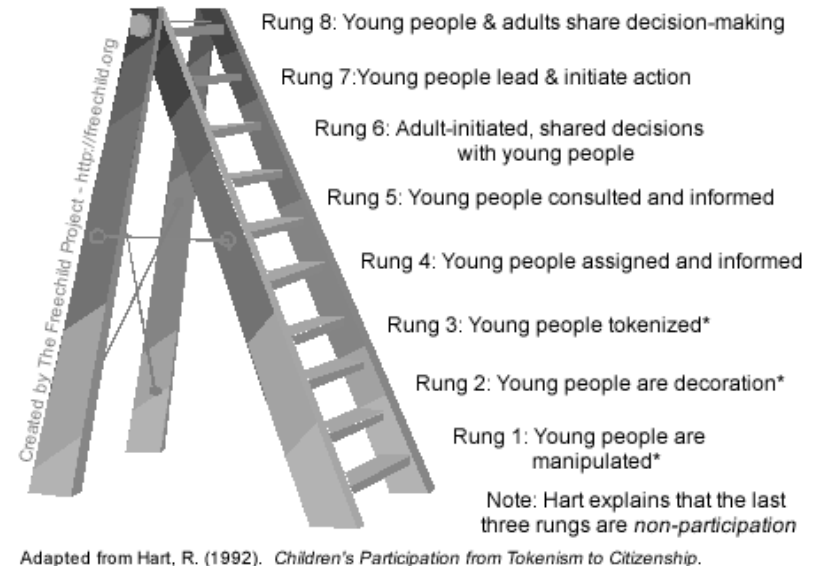 Rung 8: Young people & adults share decision-making
Rung 7:Young people lead & initiate action
Rung 6: Adult-initiated, shared decisions
with young people
Rung 5: Young people consulted and informed
Rung 4: Young people assigned and informed
Rung 3: Young people tokenized*
Rung 2: Young people are decoration*
Rung 1: Young people are
manipulated*
Note: Hart explains that the last
three rungs are non-participation
Created by The Freechild Project - http://freechild.org
Adapted from Hart, R. (1992). Children's Participation from Tokenism to Citizenship.